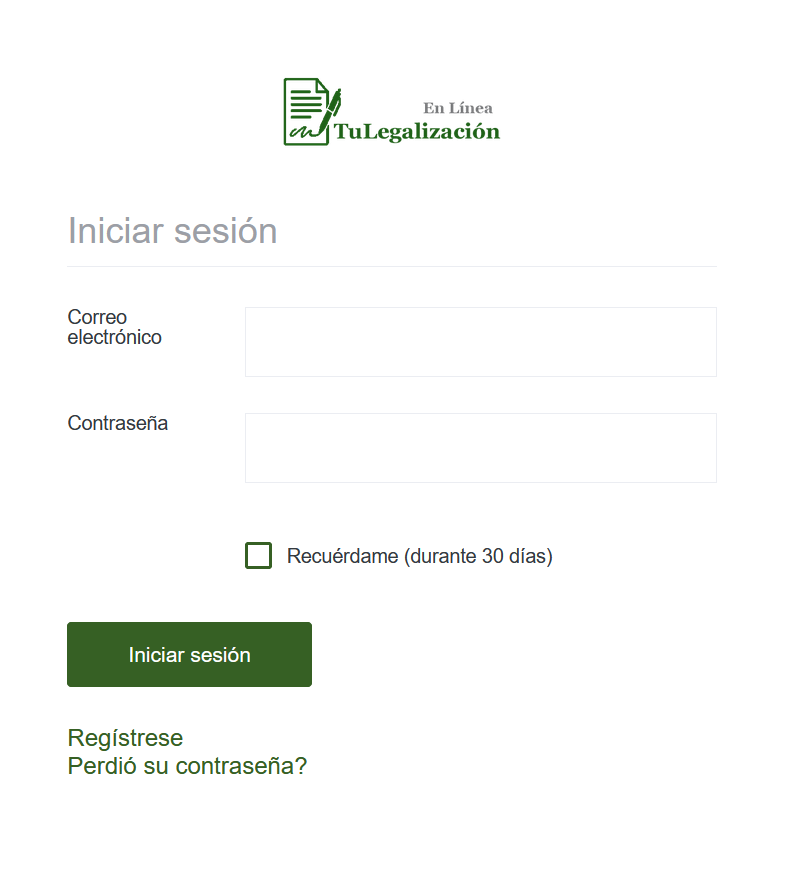 En Línea
TuLegalización
Iniciar sesión
Correo
electrónico
Contraseña
Recuérdame (durante 30 días)
Iniciar sesión
Regístrese
Perdió su contraseña?